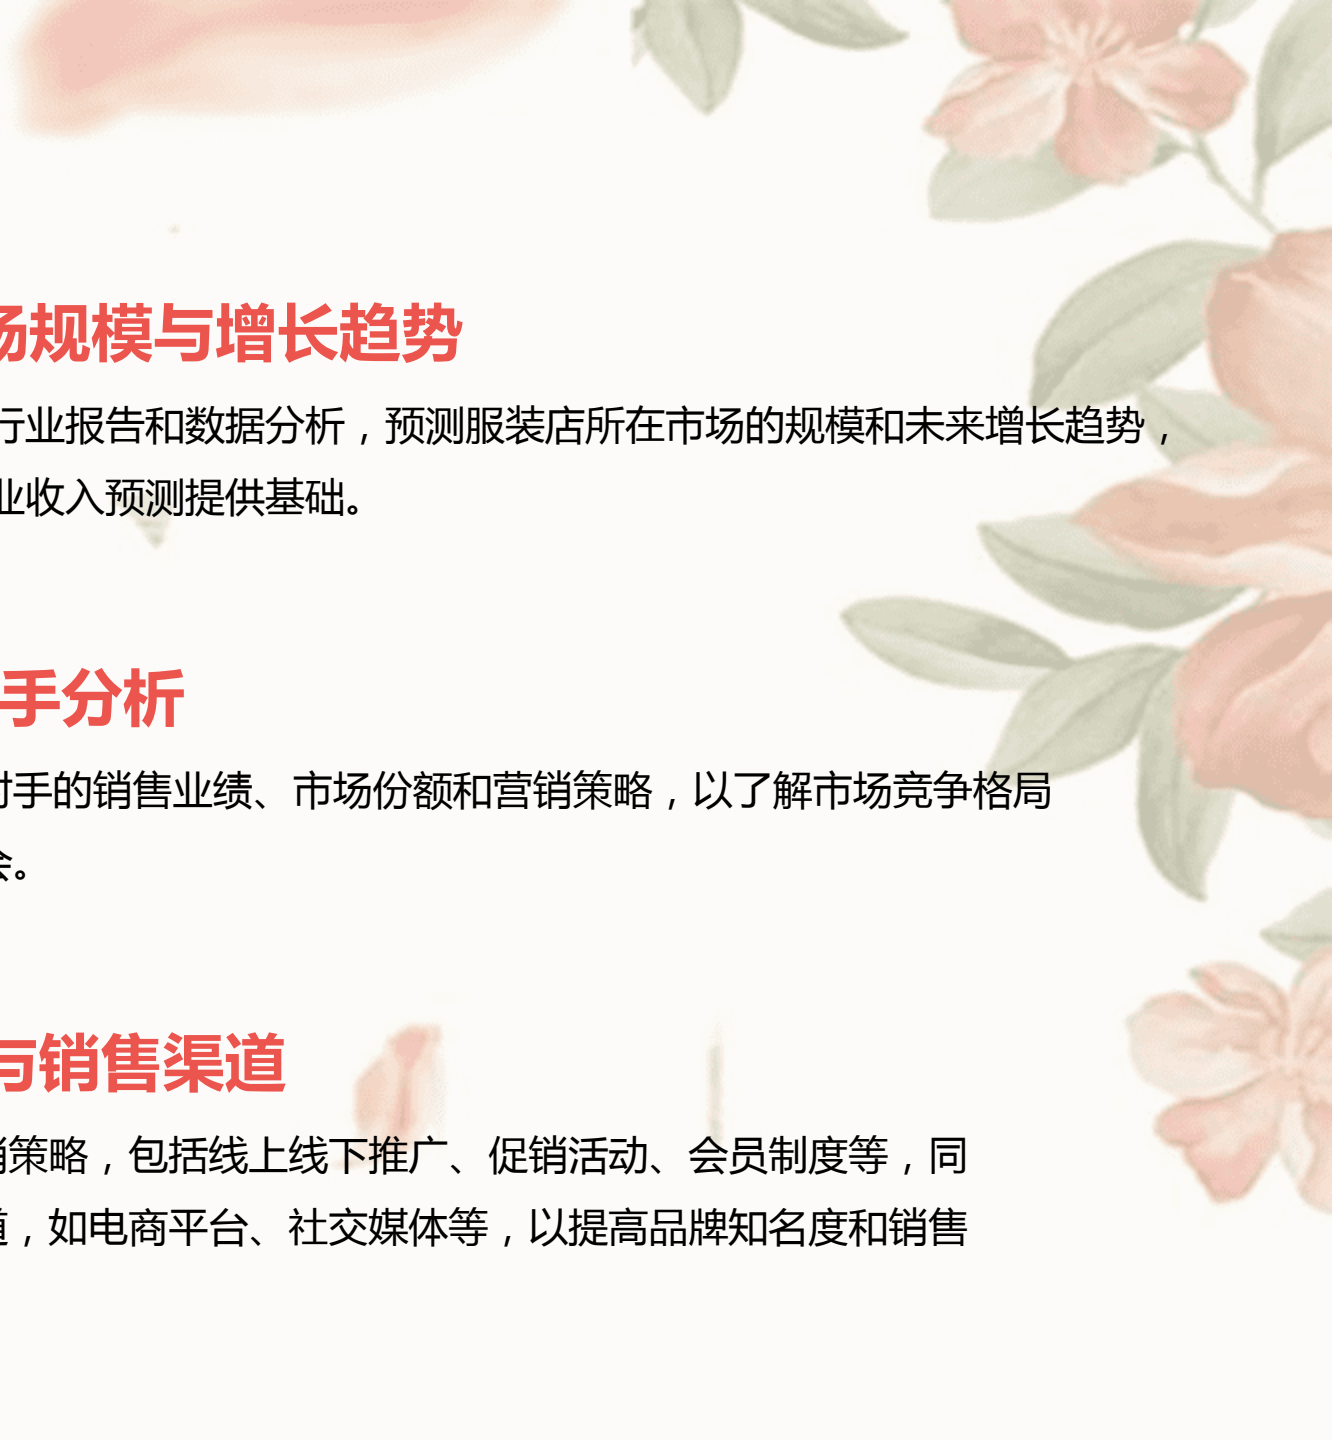 场规模与增长趋势
行业报告和数据分析，预测服装店所在市场的规模和未来增长趋势，
业收入预测提供基础。
手分析
对手的销售业绩、市场份额和营销策略，以了解市场竞争格局
会。
与销售渠道
销策略，包括线上线下推广、促销活动、会员制度等，同
道，如电商平台、社交媒体等，以提高品牌知名度和销售